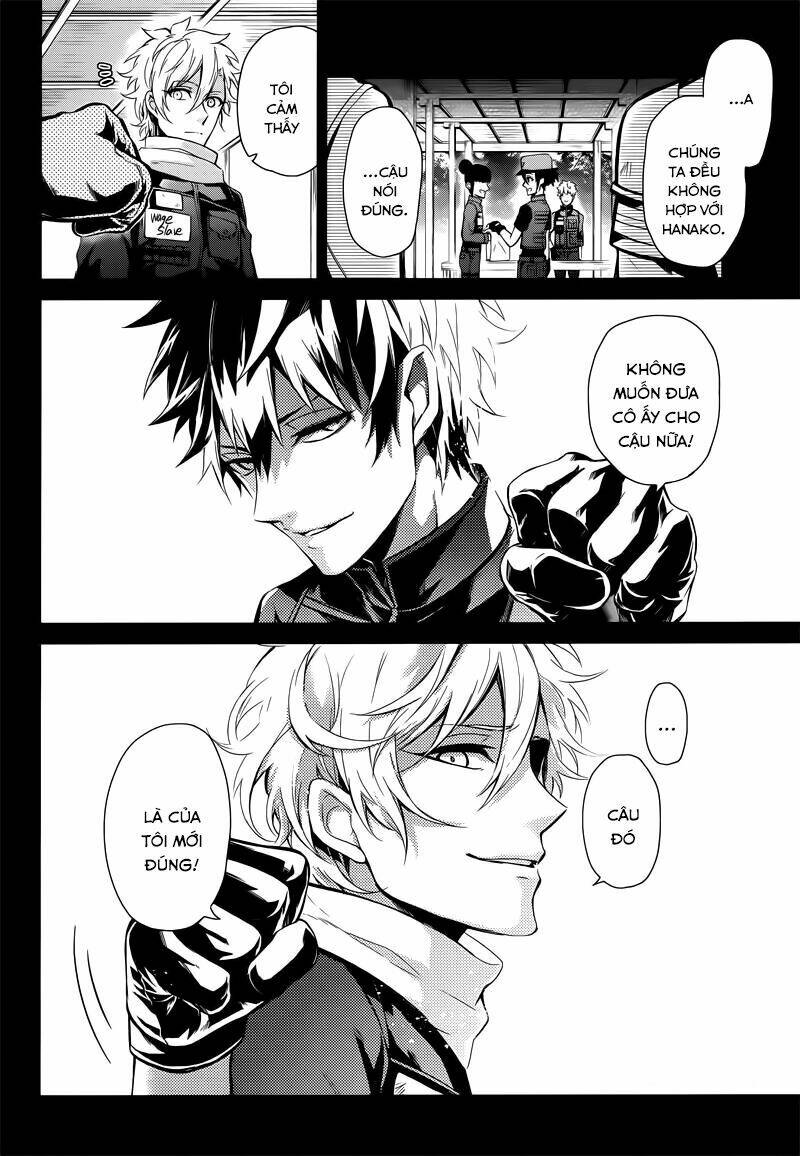 ...A
CHÚNG
TA ĐỀU
KHÔNG
HỢP VỚI
HANAKO.
...CẬU
NÓI
ĐÚNG.
TÔI
CẢM
THẤY
Wage
Slave
KHÔNG
MUỐN ĐƯA
CÔ ẤY CHO
CẬU NỮA!
...
CÂU
ĐÓ
LÀ CỦA
TÔI MỚI
ĐÚNG!